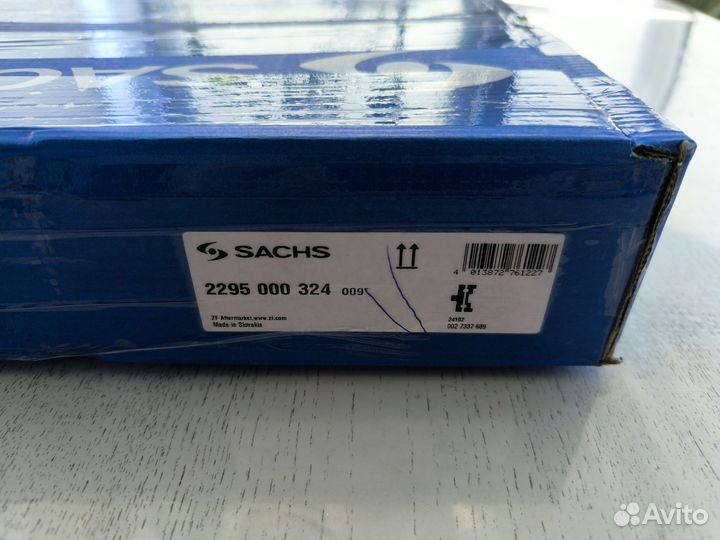 SACHS
SACHS
2295 000 324
ZF Aftermarket, www.zf.com
Made in Slovakia
4 013872 761227
24102
002 7337 689
Avito